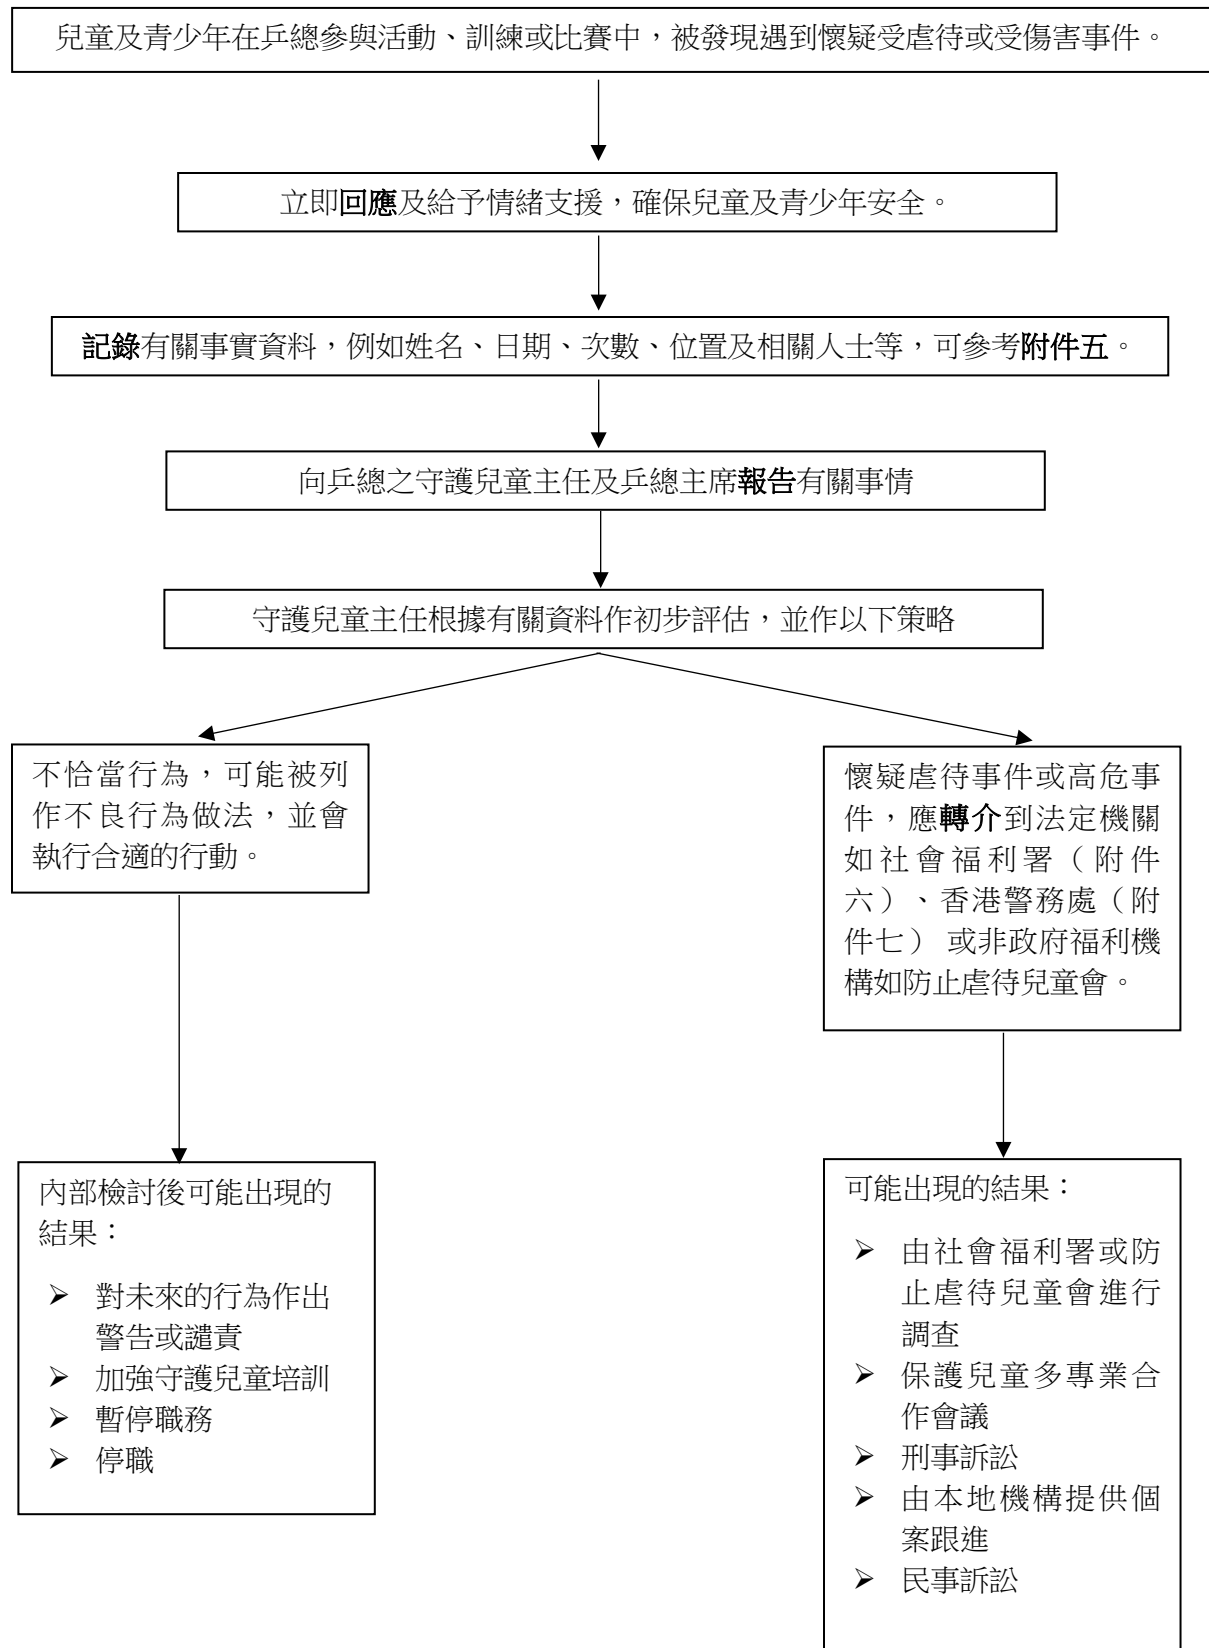 兒童及青少年在乒總參與活動、訓練或比賽中，被發現遇到懷疑受虐待或受傷害事件。
立即回應及給予情緒支援，確保兒童及青少年安全。
記錄有關事實資料，例如姓名、日期、次數、位置及相關人士等，可參考附件五。
向乒總之守護兒童主任及乒總主席報告有關事情
守護兒童主任根據有關資料作初步評估，並作以下策略
不恰當行為，可能被列
作不良行為做法，並會
執行合適的行動。
懷疑虐待事件或高危事
件，應轉介到法定機關
如社會福利署（附件
六）、香港警務處（附
件七） 或非政府福利機
構如防止虐待兒童會。
內部檢討後可能出現的
結果：
➢ 對未來的行為作出
警告或譴責
➢ 加強守護兒童培訓
➢ 暫停職務
➢ 停職
可能出現的結果：
➢ 由社會福利署或防
止虐待兒童會進行
調查
➢ 保護兒童多專業合
作會議
➢ 刑事訴訟
➢ 由本地機構提供個
案跟進
➢ 民事訴訟